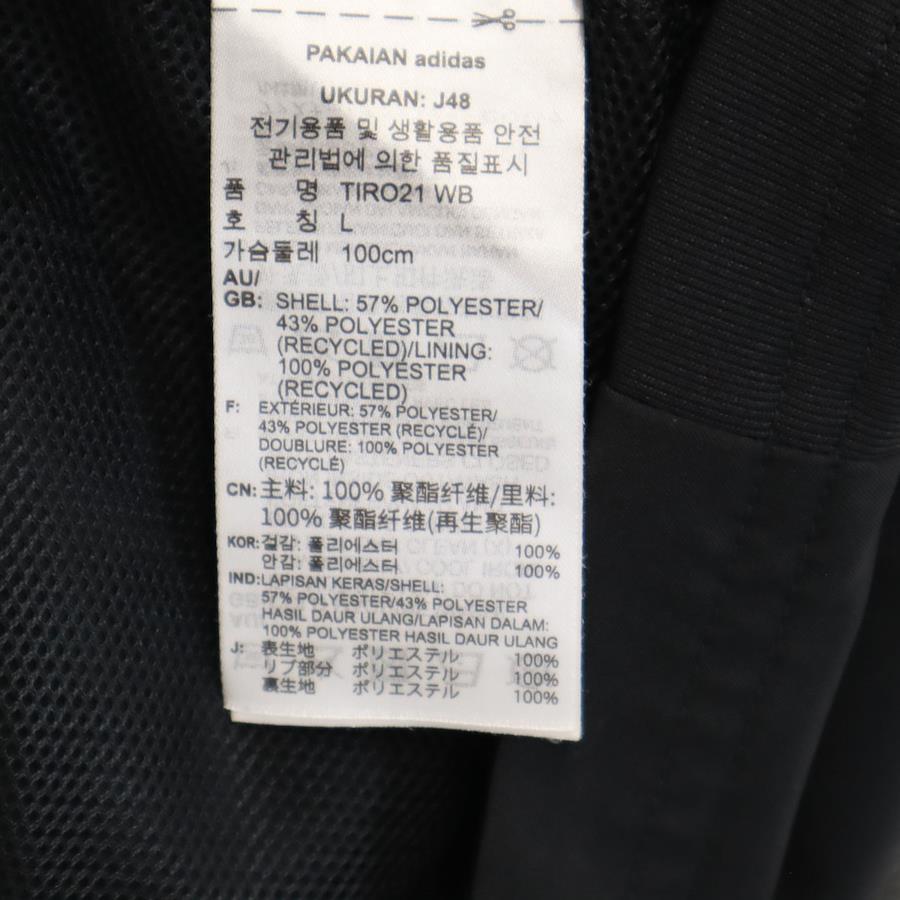 PAKAIAN adidas
UKURAN: J48
전기용품 및 생활용품 안전
관리법에 의한 품질표시
품 명 TIRO21 WB
호 칭 L
가슴둘레 100cm
AU/
GB: SHELL: 57% POLYESTER/
43% POLYESTER
(RECYCLED)/LINING:
100% POLYESTER
(RECYCLED)
F: EXTÉRIEUR: 57% POLYESTER/
43% POLYESTER (RECYCLÉ)/
DOUBLURE: 100% POLYESTER
(RECYCLÉ)
CN: 主料: 100% 聚酯纤维/里料:
100% 聚酯纤维(再生聚酯)
KOR: 겉감: 폴리에스터 100%
안감: 폴리에스터 100%
IND: LAPISAN KERAS/SHELL:
57% POLYESTER/43% POLYESTER
HASIL DAUR ULANG/LAPISAN DALAM:
100% POLYESTER HASIL DAUR ULANG
J: 表生地 ポリエステル 100%
リブ部分 ポリエステル 100%
裏生地 ポリエステル 100%